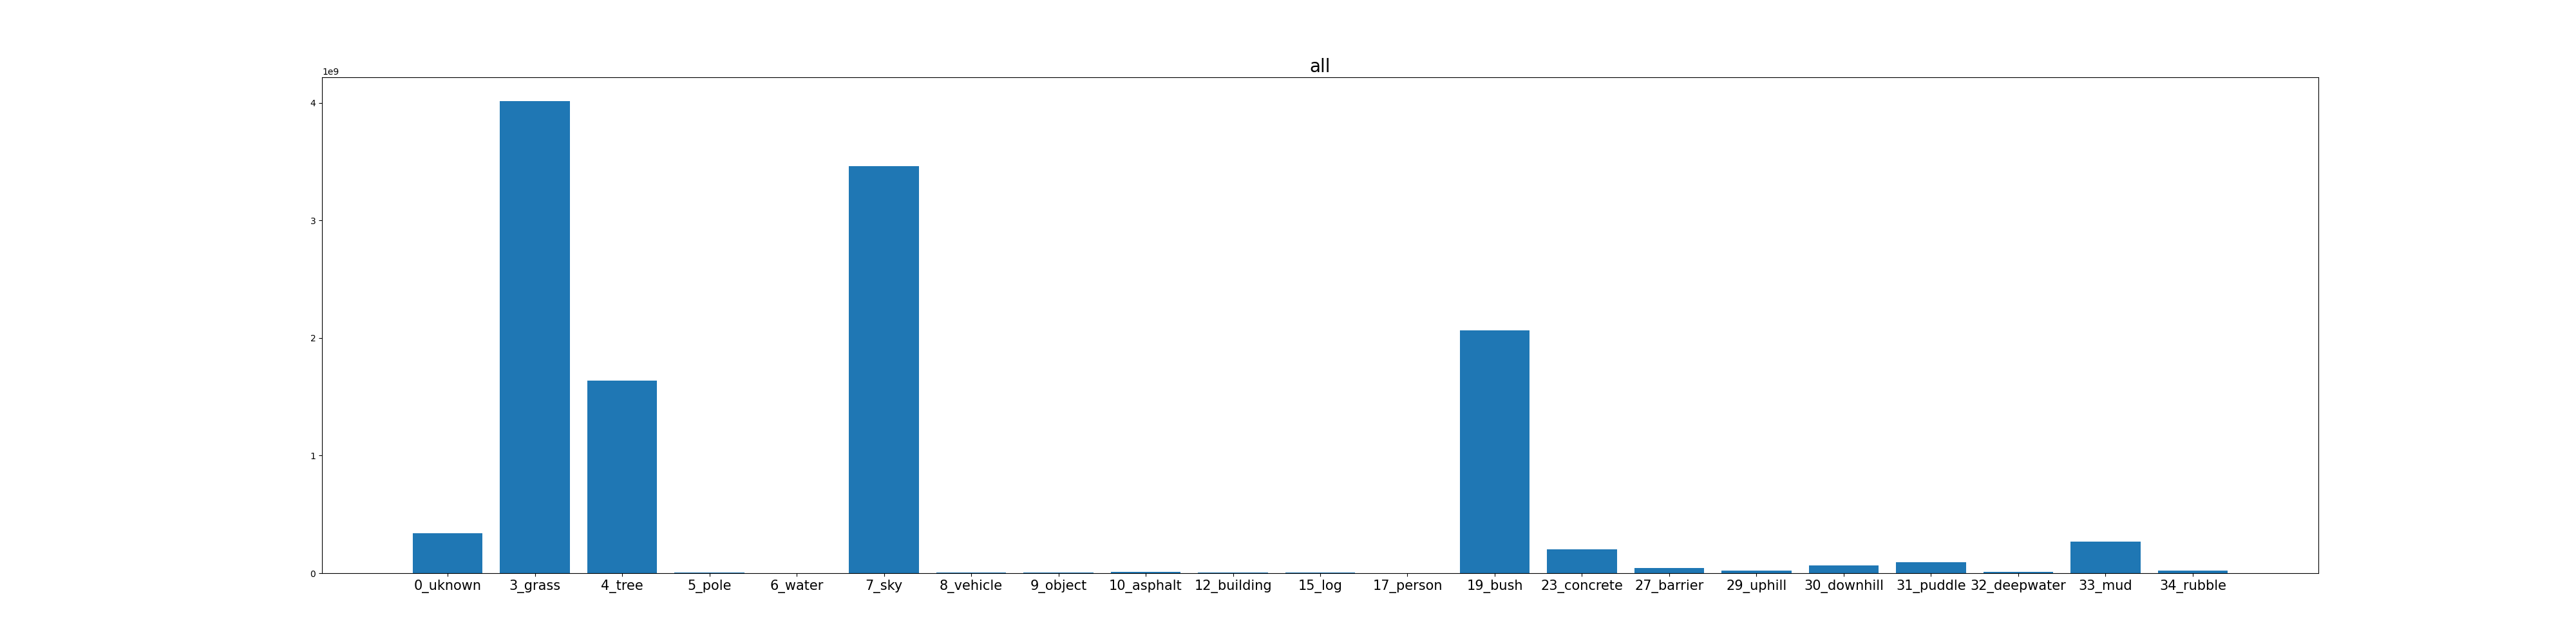 all
1e9
4
3
2
1
0
0_uknown 3_grass 4_tree 5_pole 6_water 7_sky 8_vehicle 9_object 10_asphalt 12_building 15_log 17_person 19_bush 23_concrete 27_barrier 29_uphill 30_downhill 31_puddle 32_deepwater 33_mud 34_rubble